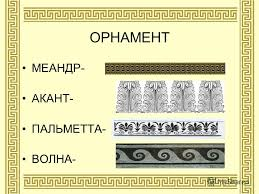 ОРНАМЕНТ
• МЕАНДР-
• АКАНТ-
• ПАЛЬМЕТТА-
• ВОЛНА-